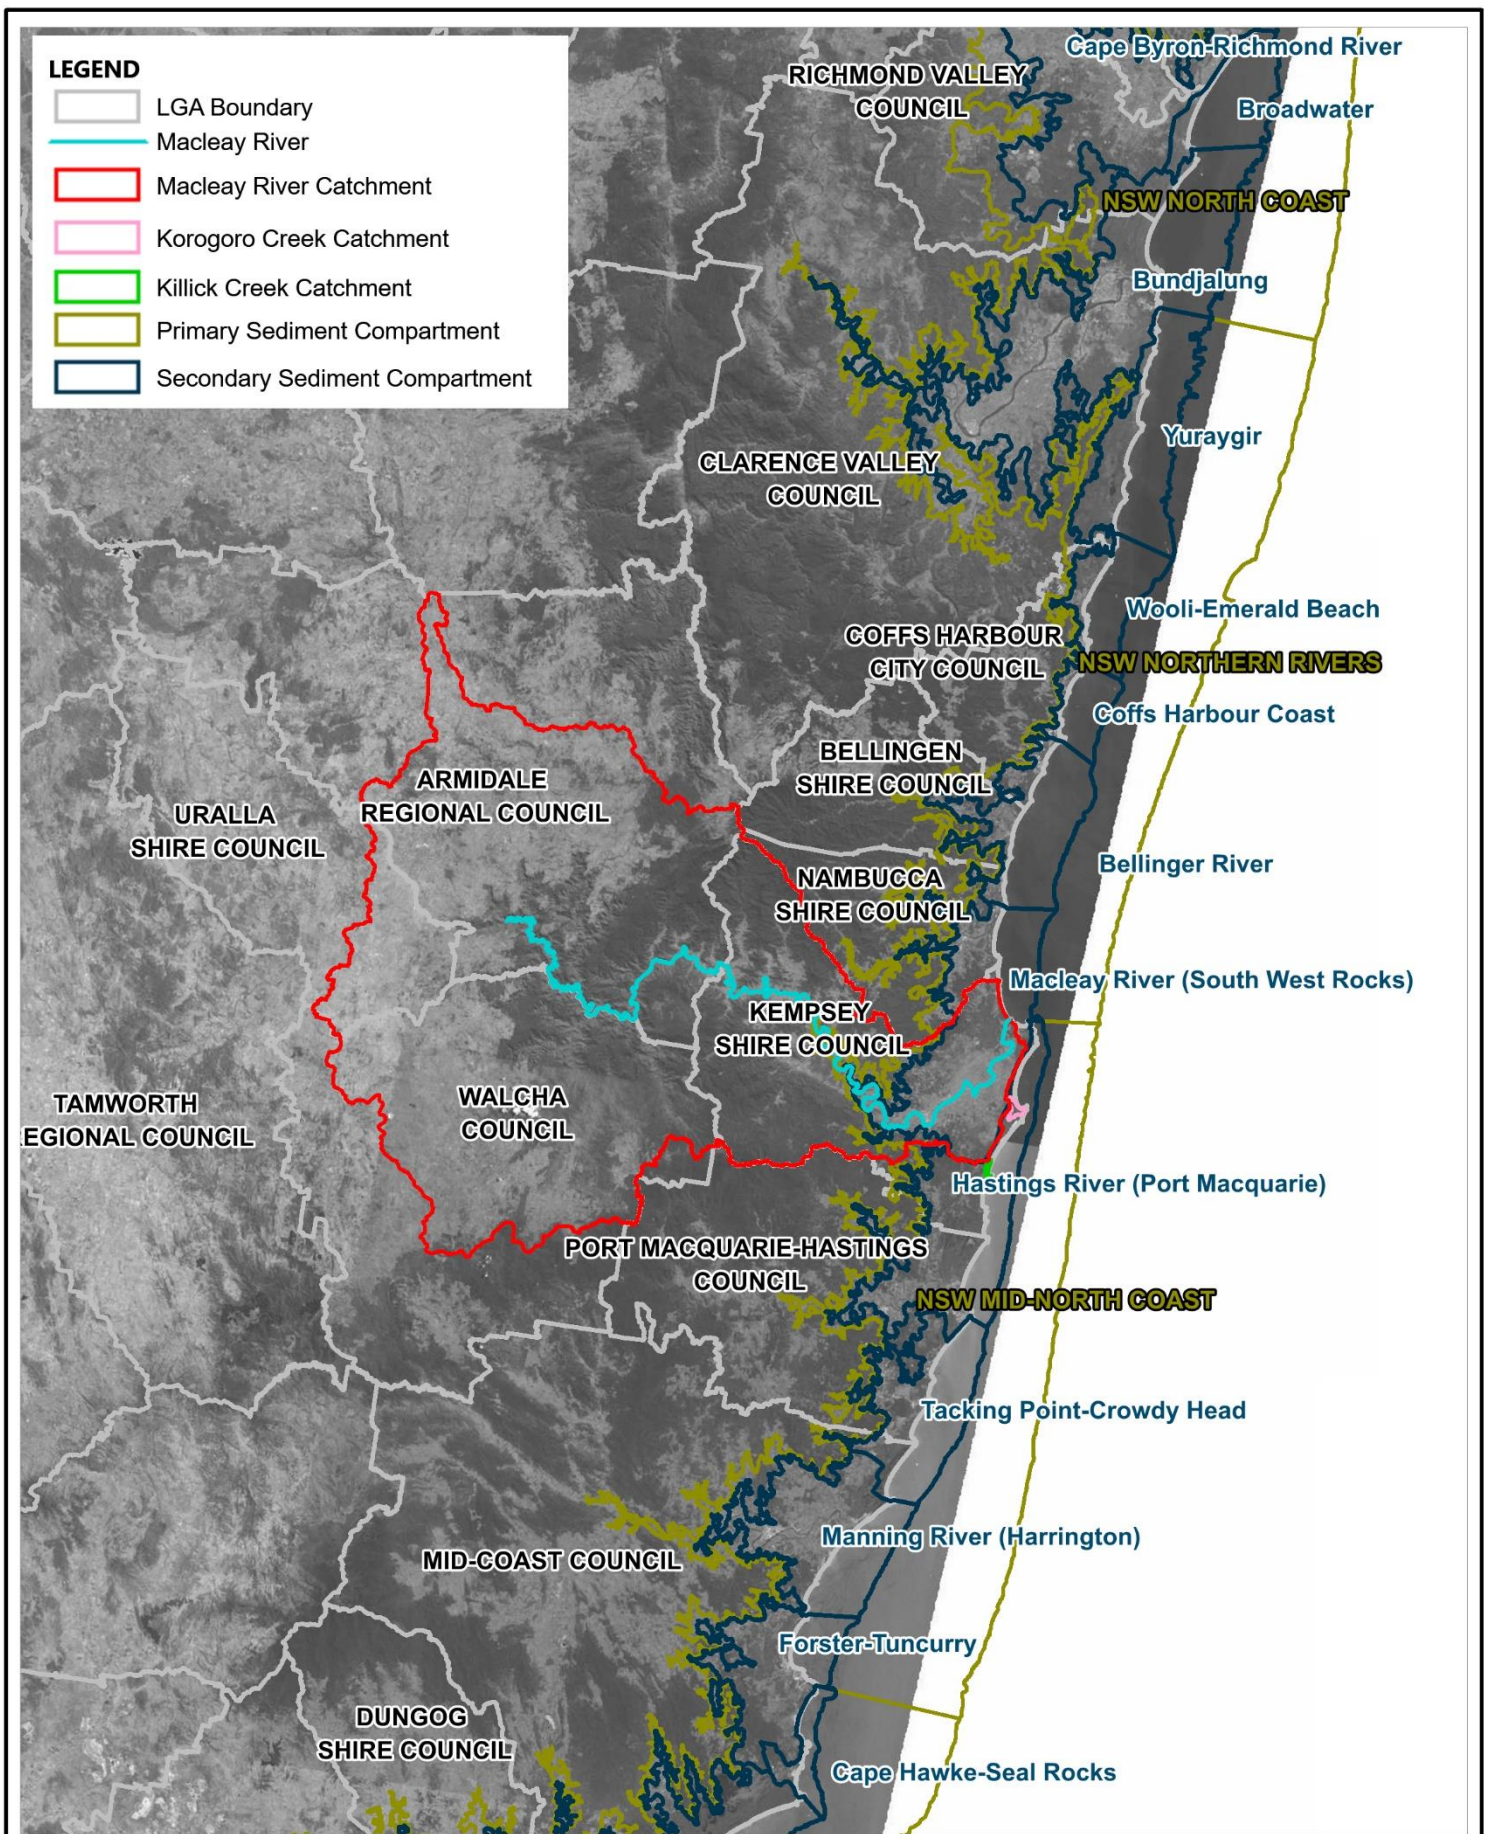 LEGEND
LGA Boundary
Macleay River
Macleay River Catchment
Korogoro Creek Catchment
Killick Creek Catchment
Primary Sediment Compartment
Secondary Sediment Compartment
Cape Byron-Richmond River
RICHMOND VALLEY
COUNCIL
Broadwater
NSW NORTH COAST
Bundjalung
Yuraygir
CLARENCE VALLEY
COUNCIL
Wooli-Emerald Beach
COFFS HARBOUR
CITY COUNCIL
NSW NORTHERN RIVERS
Coffs Harbour Coast
BELLINGEN
SHIRE COUNCIL
ARMIDALE
REGIONAL COUNCIL
URALLA
SHIRE COUNCIL
Bellinger River
NAMBUCCA
SHIRE COUNCIL
Macleay River (South West Rocks)
KEMPSEY
SHIRE COUNCIL
WALCHA
COUNCIL
TAMWORTH
EGIONAL COUNCIL
Hastings River (Port Macquarie)
PORT MACQUARIE-HASTINGS
COUNCIL
NSW MID-NORTH COAST
Tacking Point-Crowdy Head
Manning River (Harrington)
MID-COAST COUNCIL
Forster-Tuncurry
DUNGOG
SHIRE COUNCIL
Cape Hawke-Seal Rocks